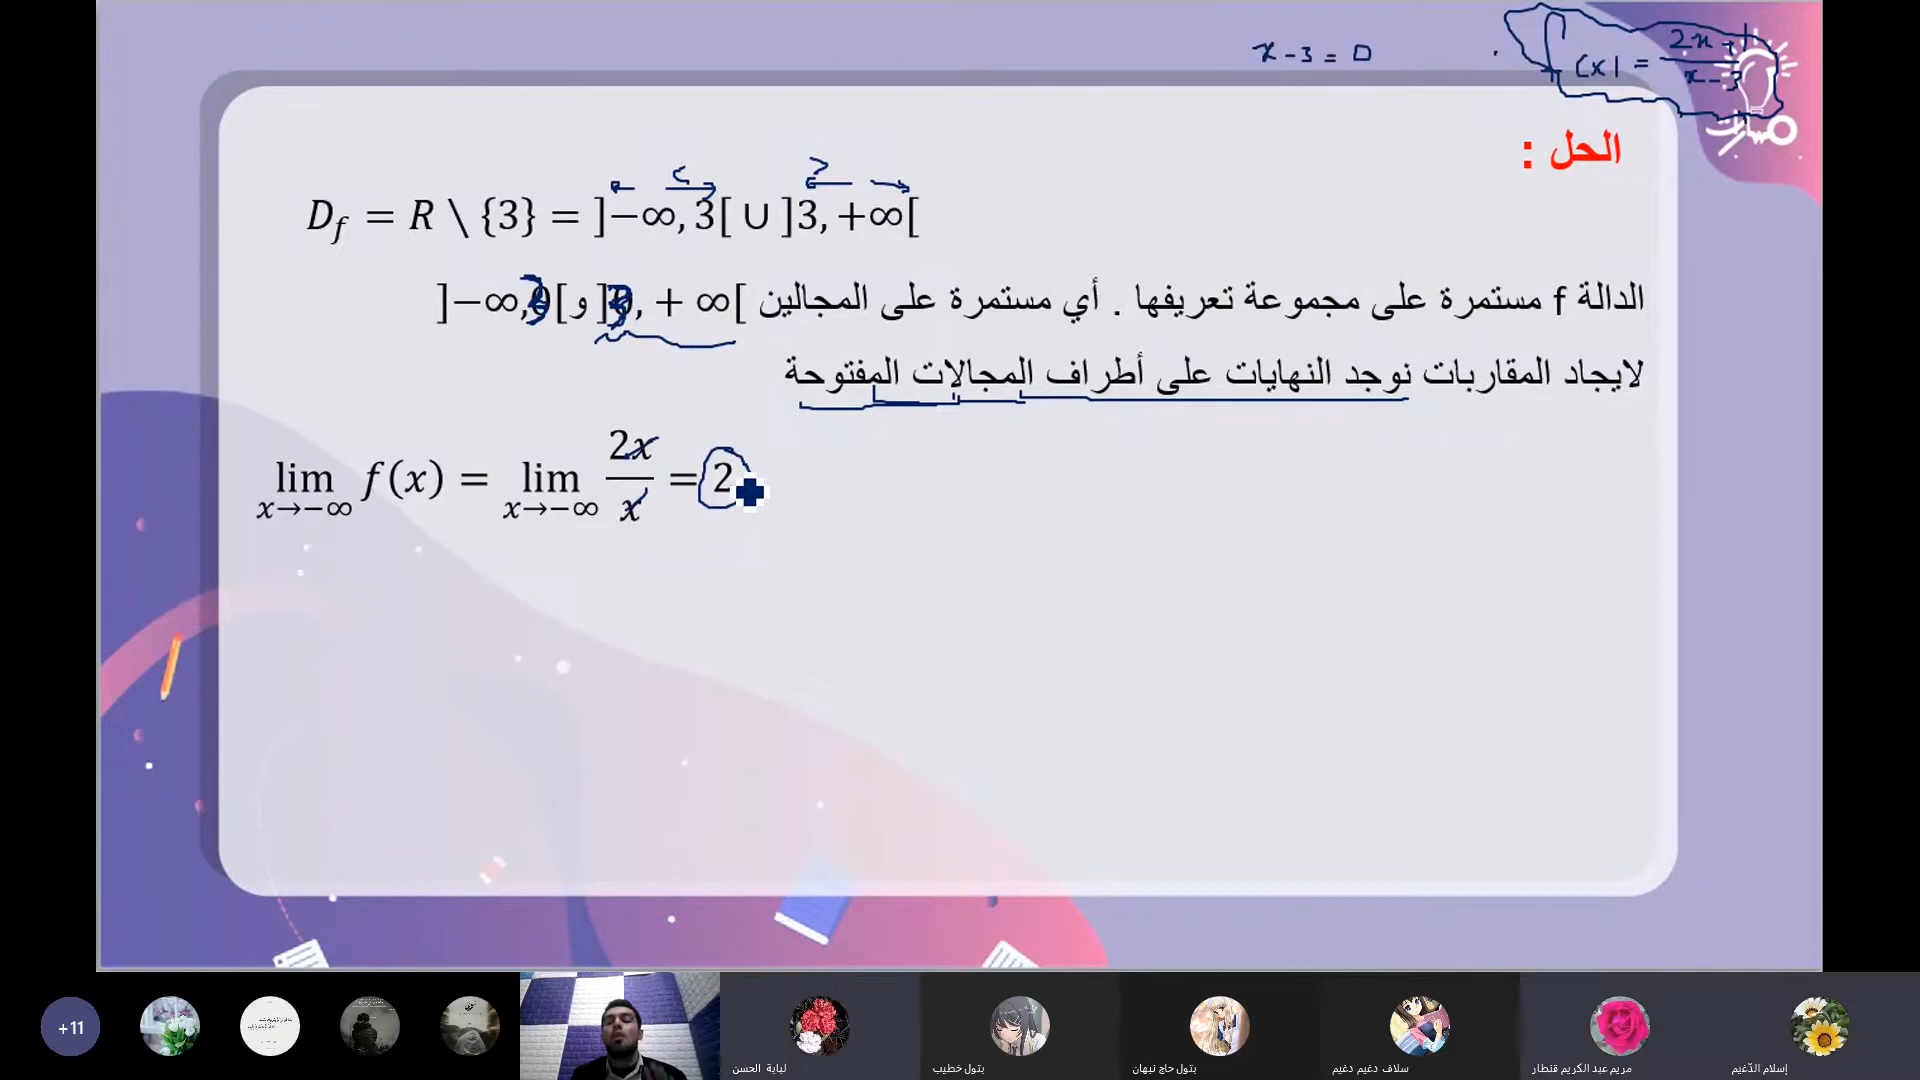 x - 3 = 0
f(x) = 2x + 1 / x - 3
الحل :
D_f = R \ {3} = ]−∞, 3[ ∪ ]3, +∞[
الدالة f مستمرة على مجموعة تعريفها . أي مستمرة على المجالين ]−∞,3[ و ]3, + ∞[
لايجاد المقاربات نوجد النهايات على أطراف المجالات المفتوحة
lim x→−∞ f(x) = lim x→−∞ 2x / x = 2
+11
لبابة الحسن
بتول خطيب
بتول حاج نبهان
سلاف دغيم دغيم
مريم عبد الكريم قنطار
إسلام الدّغيم